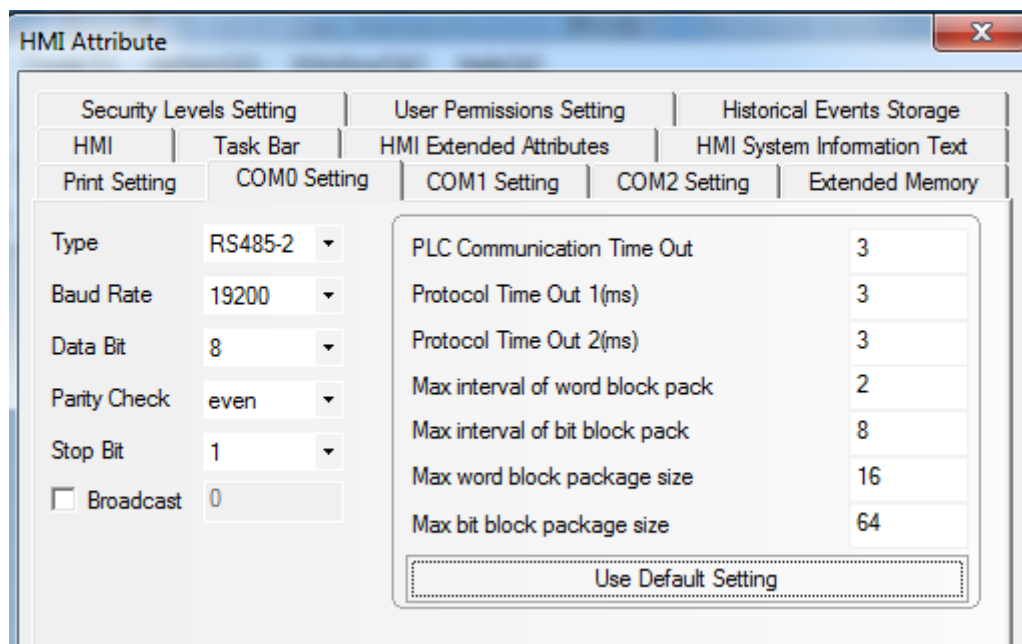 HMI Attribute
Security Levels Setting
User Permissions Setting
Historical Events Storage
HMI
Task Bar
HMI Extended Attributes
HMI System Information Text
Print Setting
COM0 Setting
COM1 Setting
COM2 Setting
Extended Memory
Type RS485-2
Baud Rate 19200
Data Bit 8
Parity Check even
Stop Bit 1
Broadcast 0
PLC Communication Time Out 3
Protocol Time Out 1(ms) 3
Protocol Time Out 2(ms) 3
Max interval of word block pack 2
Max interval of bit block pack 8
Max word block package size 16
Max bit block package size 64
Use Default Setting